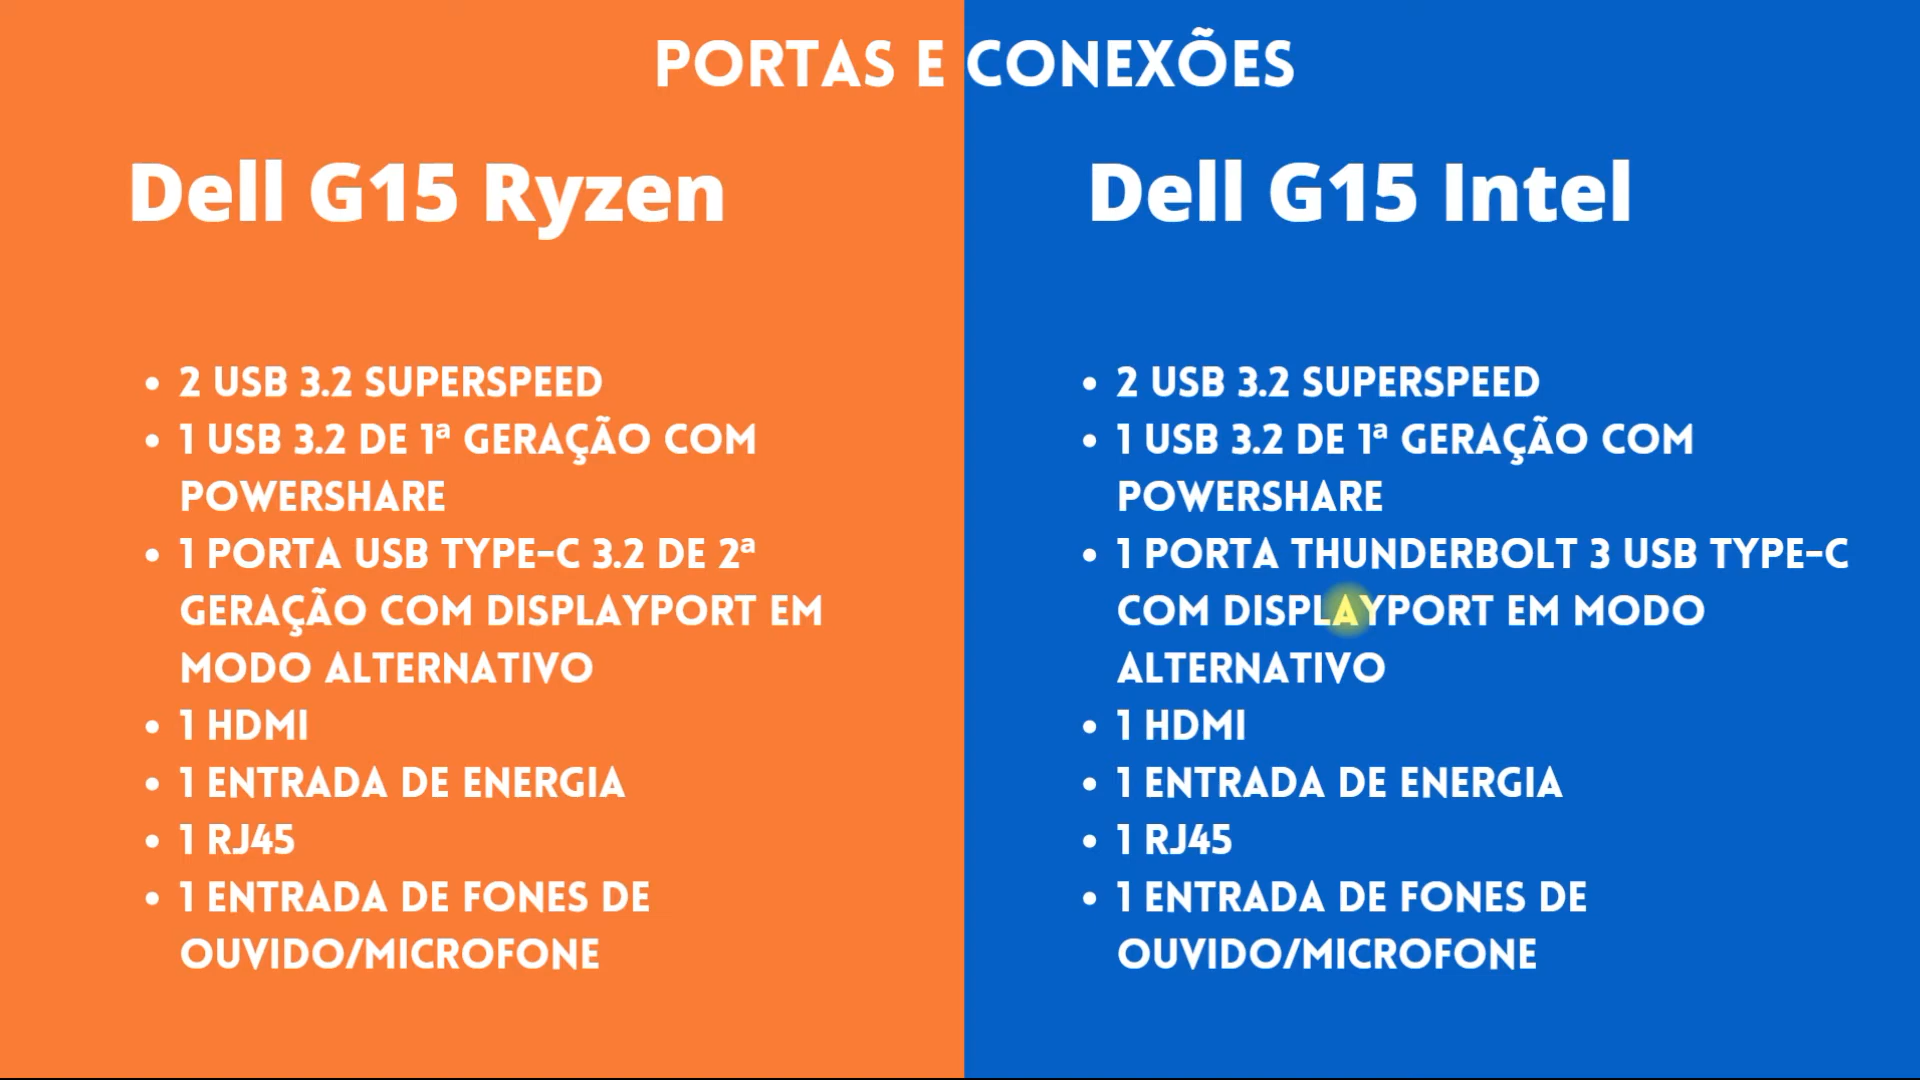 PORTAS E CONEXÕES
Dell G15 Ryzen
• 2 USB 3.2 SUPERSPEED
• 1 USB 3.2 DE 1ª GERAÇÃO COM
POWERSHARE
• 1 PORTA USB TYPE-C 3.2 DE 2ª
GERAÇÃO COM DISPLAYPORT EM
MODO ALTERNATIVO
• 1 HDMI
• 1 ENTRADA DE ENERGIA
• 1 RJ45
• 1 ENTRADA DE FONES DE
OUVIDO/MICROFONE
Dell G15 Intel
• 2 USB 3.2 SUPERSPEED
• 1 USB 3.2 DE 1ª GERAÇÃO COM
POWERSHARE
• 1 PORTA THUNDERBOLT 3 USB TYPE-C
COM DISPLAYPORT EM MODO
ALTERNATIVO
• 1 HDMI
• 1 ENTRADA DE ENERGIA
• 1 RJ45
• 1 ENTRADA DE FONES DE
OUVIDO/MICROFONE